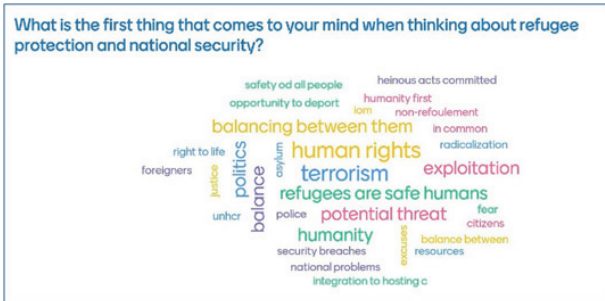 What is the first thing that comes to your mind when thinking about refugee
protection and national security?
heinous acts committed
safety od all people
humanity first
opportunity to deport
iom
non-refoulement
balancing between them
in common
right to life
politics
asylum
human rights
radicalization
foreigners
justice
balance
terrorism
exploitation
refugees are safe humans
unhcr
police
potential threat
fear
citizens
humanity
excuses
balance between
security breaches
resources
national problems
integration to hosting c